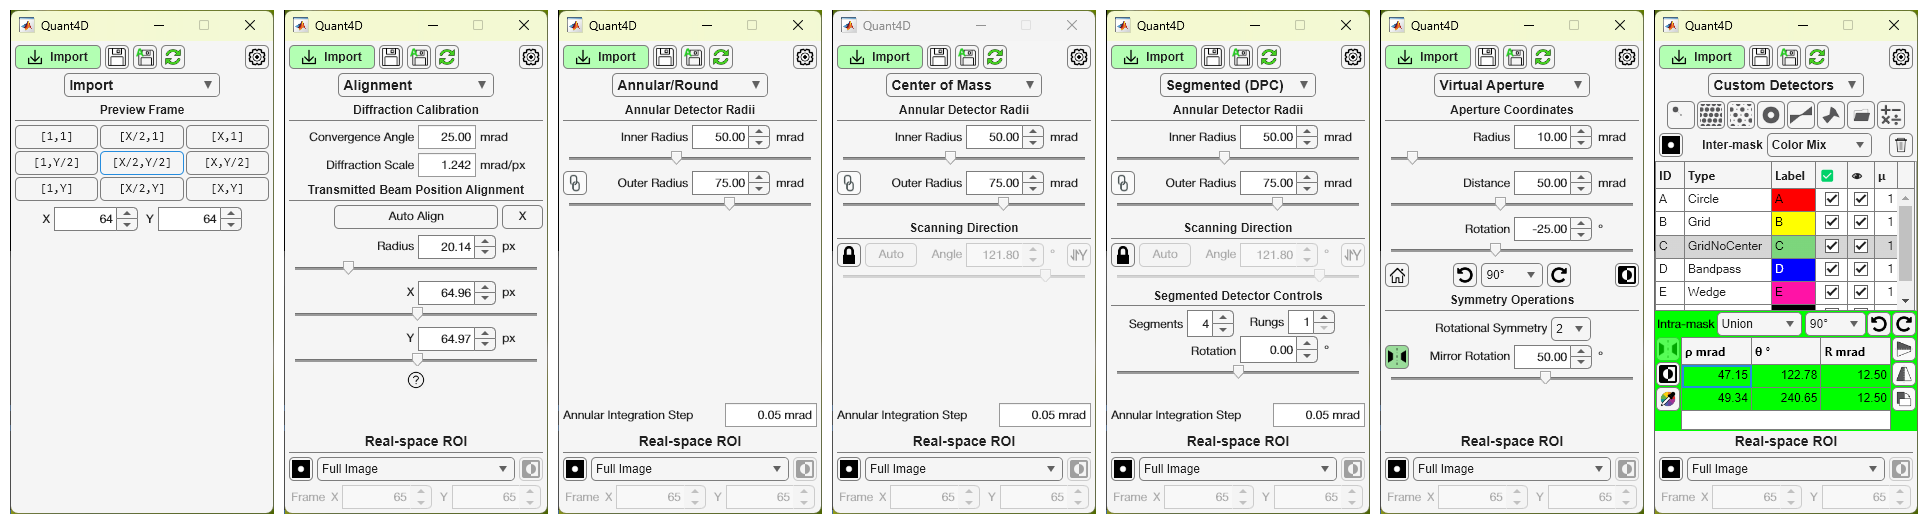 Quant4D
Import
Import
Preview Frame
[1,1] [X/2,1] [X,1]
[1,Y/2] [X/2,Y/2] [X,Y/2]
[1,Y] [X/2,Y] [X,Y]
X 64 Y 64
Quant4D
Import
Alignment
Diffraction Calibration
Convergence Angle 25.00 mrad
Diffraction Scale 1.242 mrad/px
Transmitted Beam Position Alignment
Auto Align X
Radius 20.14 px
X 64.96 px
Y 64.97 px
?
Real-space ROI
Full Image
Frame X 65 Y 65
Quant4D
Import
Annular/Round
Annular Detector Radii
Inner Radius 50.00 mrad
Outer Radius 75.00 mrad
Annular Integration Step 0.05 mrad
Real-space ROI
Full Image
Frame X 65 Y 65
Quant4D
Import
Center of Mass
Annular Detector Radii
Inner Radius 50.00 mrad
Outer Radius 75.00 mrad
Scanning Direction
Auto Angle 121.80 °
Annular Integration Step 0.05 mrad
Real-space ROI
Full Image
Frame X 65 Y 65
Quant4D
Import
Segmented (DPC)
Annular Detector Radii
Inner Radius 50.00 mrad
Outer Radius 75.00 mrad
Scanning Direction
Auto Angle 121.80 °
Segmented Detector Controls
Segments 4 Rungs 1
Rotation 0.00 °
Annular Integration Step 0.05 mrad
Real-space ROI
Full Image
Frame X 65 Y 65
Quant4D
Import
Virtual Aperture
Aperture Coordinates
Radius 10.00 mrad
Distance 50.00 mrad
Rotation -25.00 °
90°
Symmetry Operations
Rotational Symmetry 2
Mirror Rotation 50.00 °
Real-space ROI
Full Image
Frame X 65 Y 65
Quant4D
Import
Custom Detectors
Inter-mask Color Mix
ID Type Label μ
A Circle A 1
B Grid B 1
C GridNoCenter C 1
D Bandpass D 1
E Wedge E 1
Intra-mask Union 90°
ρ mrad θ ° R mrad
47.15 122.78 12.50
49.34 240.65 12.50
Real-space ROI
Full Image
Frame X 65 Y 65